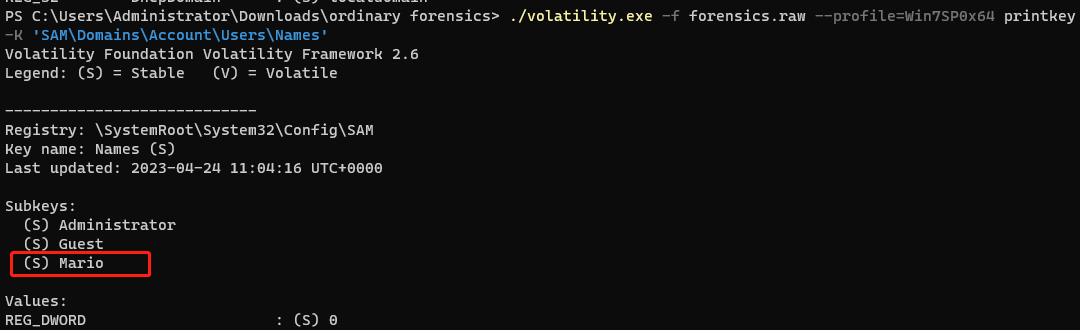 PS C:\Users\Administrator\Downloads\ordinary forensics> ./volatility.exe -f forensics.raw --profile=Win7SP0x64 printkey
-K 'SAM\Domains\Account\Users\Names'
Volatility Foundation Volatility Framework 2.6
Legend: (S) = Stable   (V) = Volatile

----------------------------
Registry: \SystemRoot\System32\Config\SAM
Key name: Names (S)
Last updated: 2023-04-24 11:04:16 UTC+0000

Subkeys:
  (S) Administrator
  (S) Guest
  (S) Mario

Values:
REG_DWORD                     : (S) 0